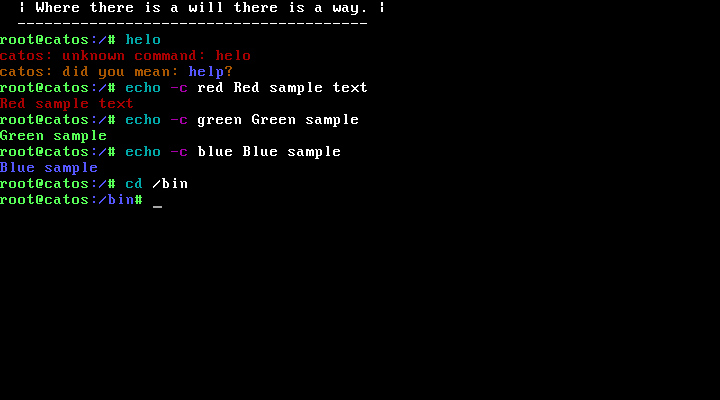 | Where there is a will there is a way. |
---------------------------------------
root@catos:/# helo
catos: unknown command: helo
catos: did you mean: help?
root@catos:/# echo -c red Red sample text
Red sample text
root@catos:/# echo -c green Green sample
Green sample
root@catos:/# echo -c blue Blue sample
Blue sample
root@catos:/# cd /bin
root@catos:/bin# _